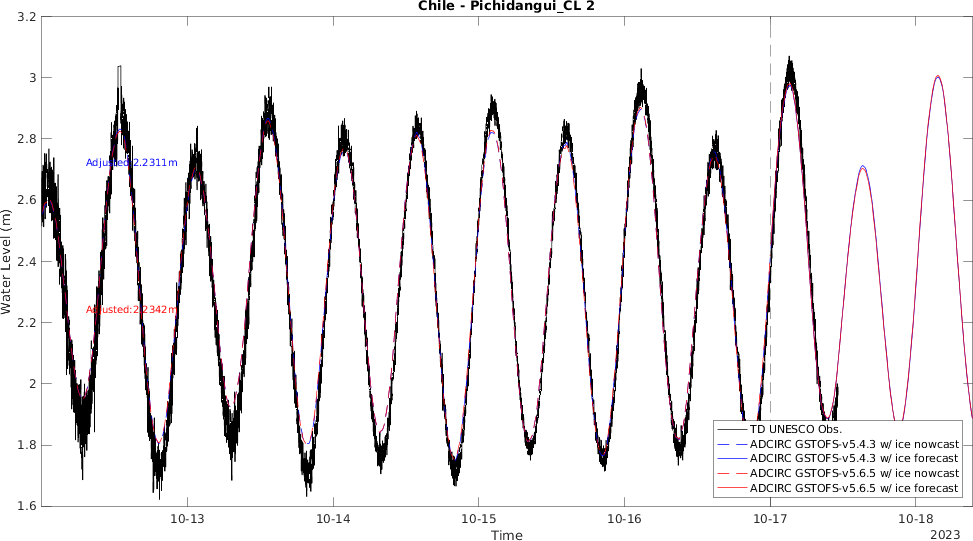 Chile - Pichidangui_CL 2
3.2
3
2.8
2.6
2.4
2.2
2
1.8
1.6
Water Level (m)
Adjusted:2.2311m
Adjusted:2.2342m
TD UNESCO Obs.
ADCIRC GSTOFS-v5.4.3 w/ ice nowcast
ADCIRC GSTOFS-v5.4.3 w/ ice forecast
ADCIRC GSTOFS-v5.6.5 w/ ice nowcast
ADCIRC GSTOFS-v5.6.5 w/ ice forecast
10-13
10-14
10-15
10-16
10-17
10-18
Time
2023